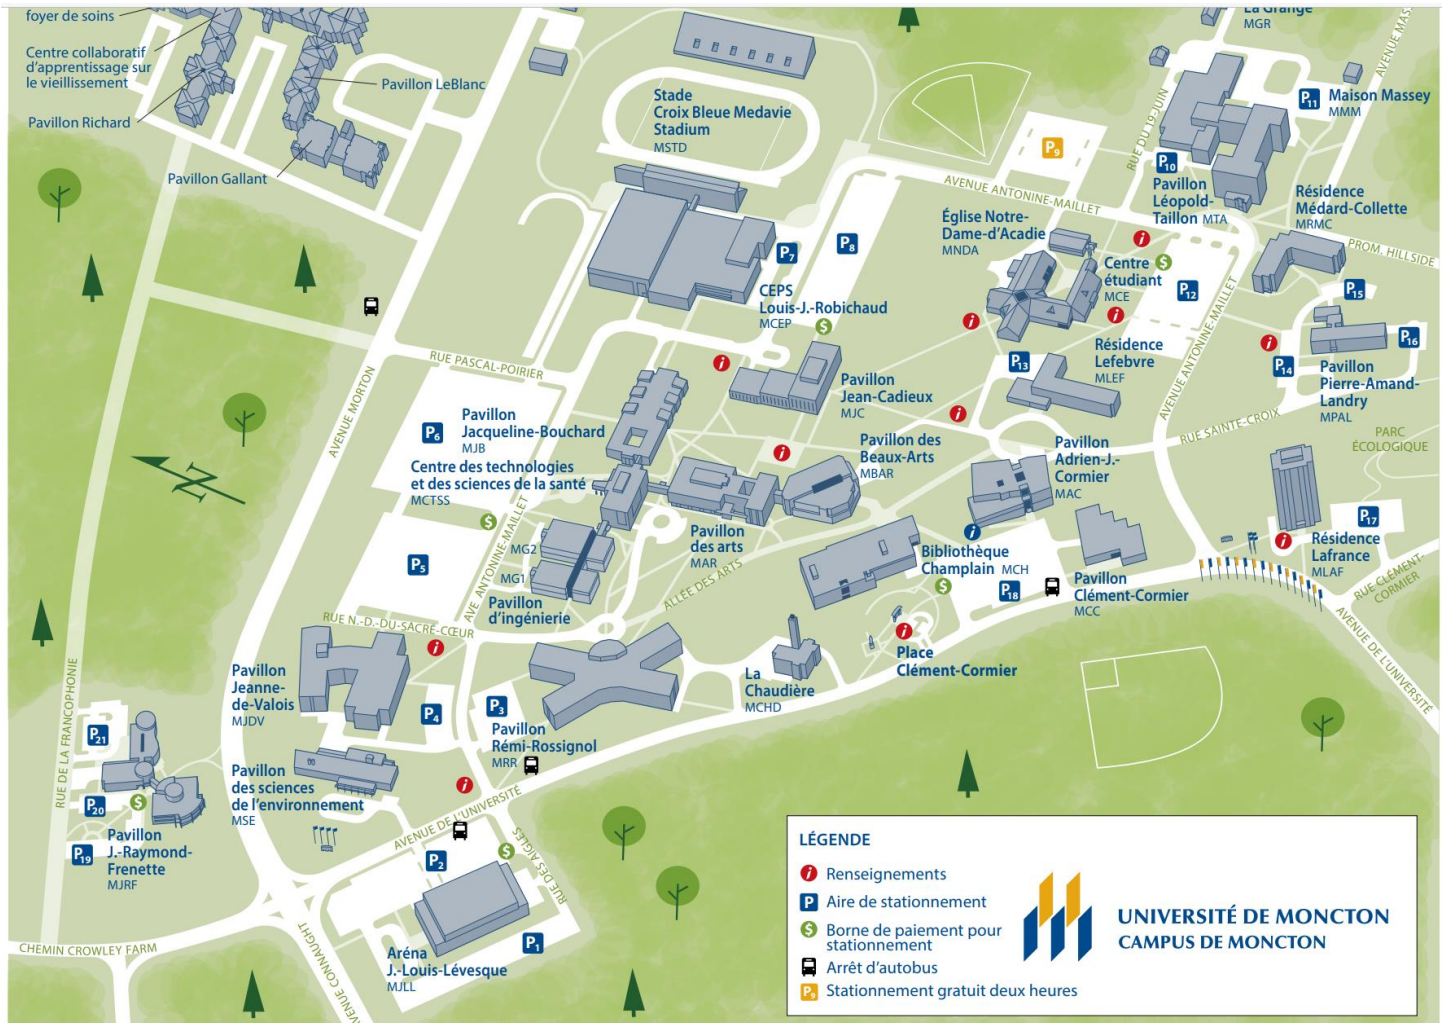 foyer de soins
Centre collaboratif
d'apprentissage sur
le vieillissement
Pavillon Richard
Pavillon LeBlanc
Pavillon Gallant
Stade
Croix Bleue Medavie
Stadium
MSTD
La Grange
MGR
AVENUE MAS
P11
Maison Massey
MMM
RUE DU 19-JUIN
P9
P10
Pavillon
Léopold-
Taillon MTA
Résidence
Médard-Collette
MRMC
AVENUE ANTONINE-MAILLET
PROM. HILLSIDE
Église Notre-
Dame-d'Acadie
MNDA
i
$
Centre
étudiant
MCE
P12
AVENUE ANTONINE-MAILLET
P7
P8
CEPS
Louis-J.-Robichaud
MCEP
$
i
i
Résidence
Lefebvre
MLEF
P15
P16
i
P14
Pavillon
Pierre-Amand-
Landry
MPAL
P13
RUE PASCAL-POIRIER
AVENUE MORTON
i
Pavillon
Jean-Cadieux
MJC
i
RUE SAINTE-CROIX
PARC
ÉCOLOGIQUE
P6
Pavillon
Jacqueline-Bouchard
MJB
Centre des technologies
et des sciences de la santé
MCTSS
N
i
Pavillon des
Beaux-Arts
MBAR
Pavillon
Adrien-J.-
Cormier
MAC
$
AVE ANTONINE-MAILLET
MG2
MG1
Pavillon
d'ingénierie
P5
Pavillon
des arts
MAR
ALLÉE DES ARTS
i
Bibliothèque
Champlain MCH
$
P18
Pavillon
Clément-Cormier
MCC
P17
i
Résidence
Lafrance
MLAF
RUE CLÉMENT-
CORMIER
AVENUE DE L'UNIVERSITÉ
RUE N.-D.-DU-SACRÉ-CŒUR
i
i
Place
Clément-Cormier
La
Chaudière
MCHD
RUE DE LA FRANCOPHONIE
Pavillon
Jeanne-
de-Valois
MJDV
P4
P3
Pavillon
Rémi-Rossignol
MRR
P21
P20
$
P19
Pavillon
J.-Raymond-
Frenette
MJRF
Pavillon
des sciences
de l'environnement
MSE
i
AVENUE DE L'UNIVERSITÉ
RUE DES AIGLES
P2
$
P1
Aréna
J.-Louis-Lévesque
MJLL
CHEMIN CROWLEY FARM
AVENUE CONNAUGHT
LÉGENDE
i Renseignements
P Aire de stationnement
$ Borne de paiement pour
stationnement
Arrêt d'autobus
P9 Stationnement gratuit deux heures
UNIVERSITÉ DE MONCTON
CAMPUS DE MONCTON